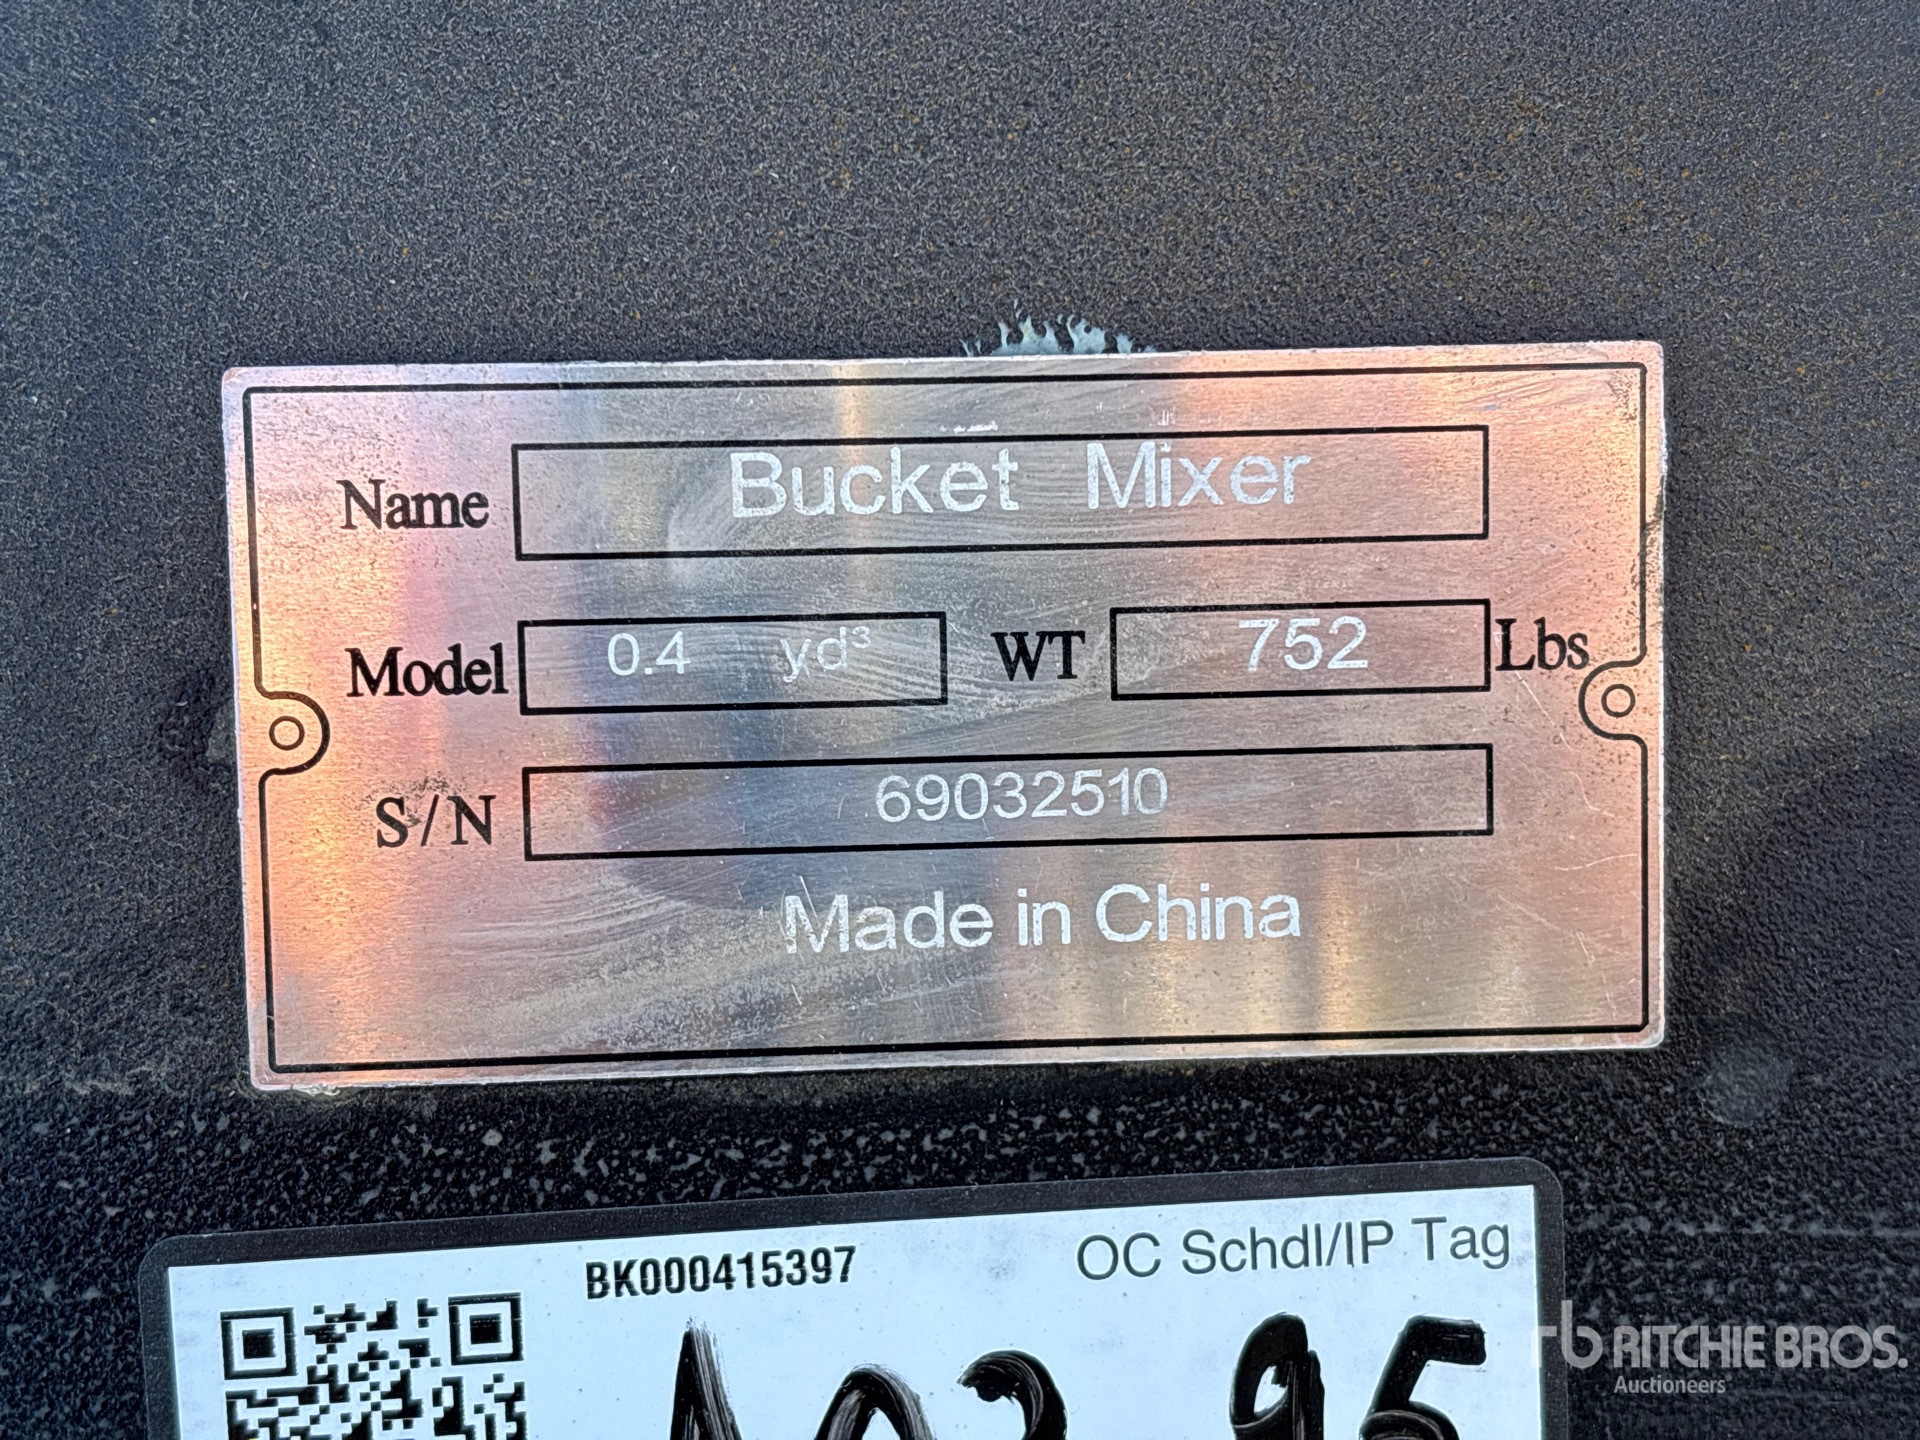 Name Bucket Mixer
Model 0.4 yd³ WT 752 Lbs
S/N 69032510
Made in China
BK000415397 OC Schdl/IP Tag
rb RITCHIE BROS.
Auctioneers